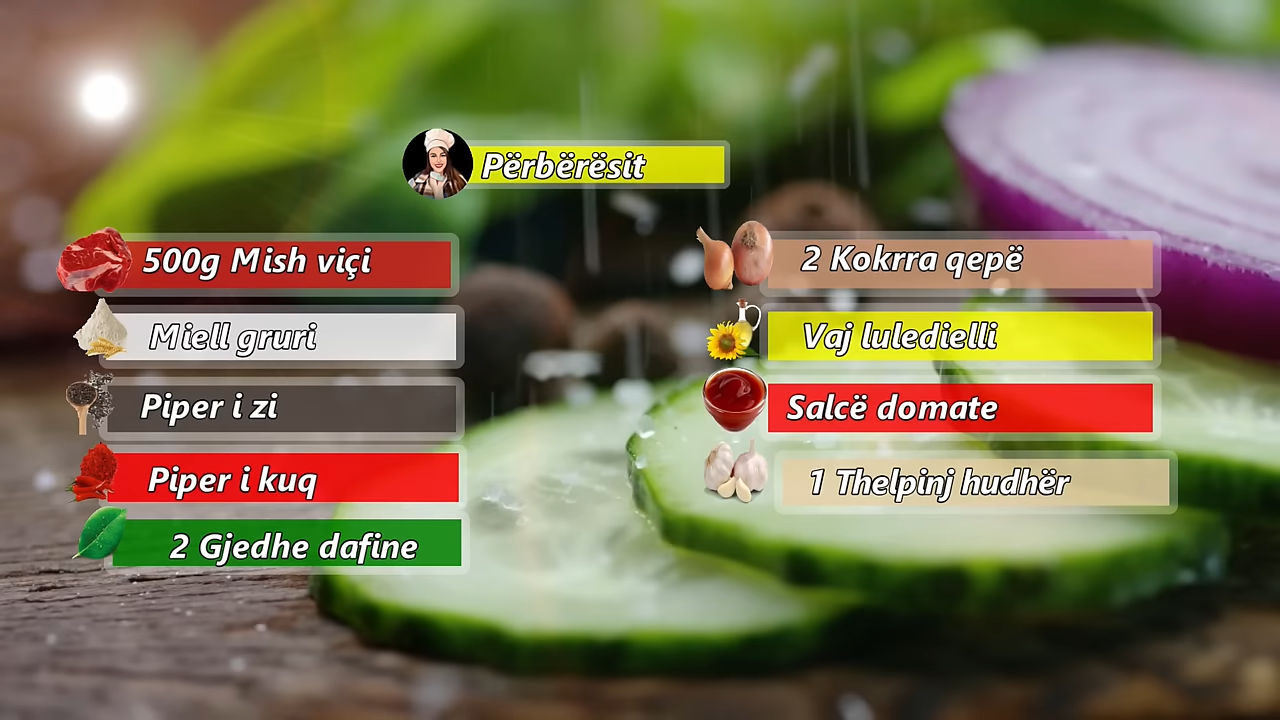 Përbërësit
500g Mish viçi
Miell gruri
Piper i zi
Piper i kuq
2 Gjedhe dafine
2 Kokrra qepë
Vaj luledielli
Salcë domate
1 Thelpinj hudhër